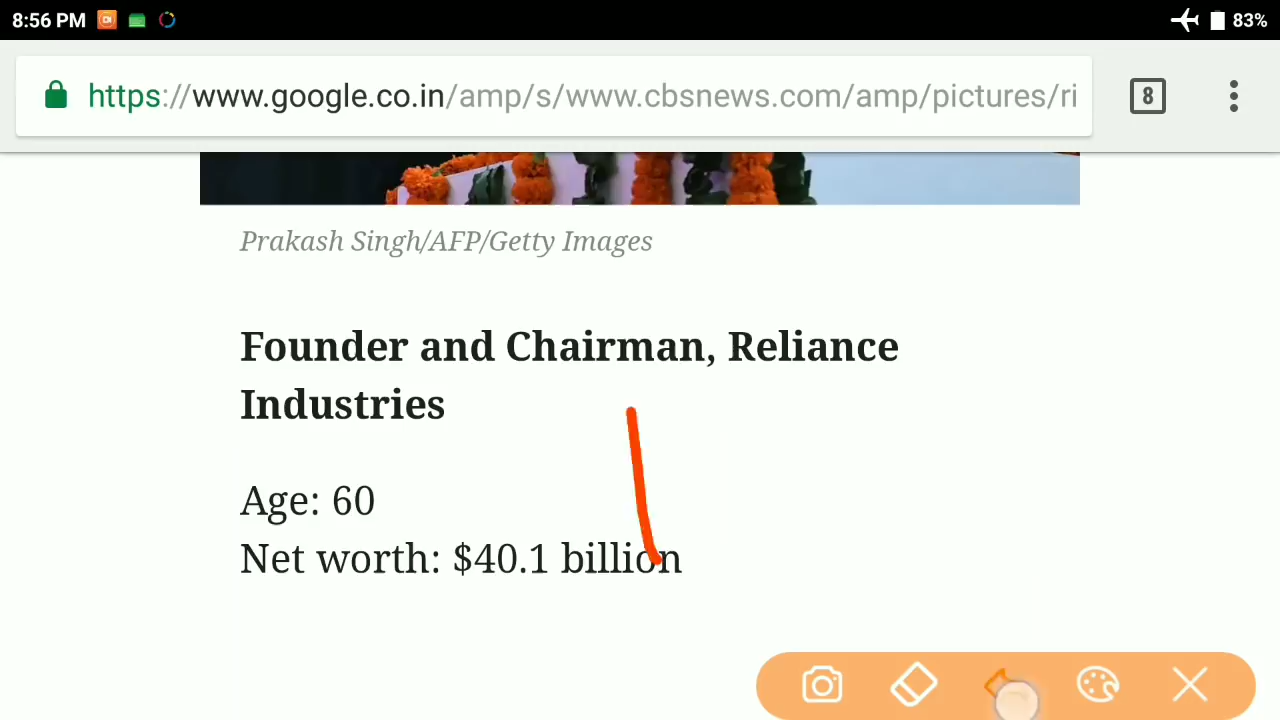 8:56 PM 83%
https://www.google.co.in/amp/s/www.cbsnews.com/amp/pictures/ri 8
Prakash Singh/AFP/Getty Images
Founder and Chairman, Reliance
Industries
Age: 60
Net worth: $40.1 billion